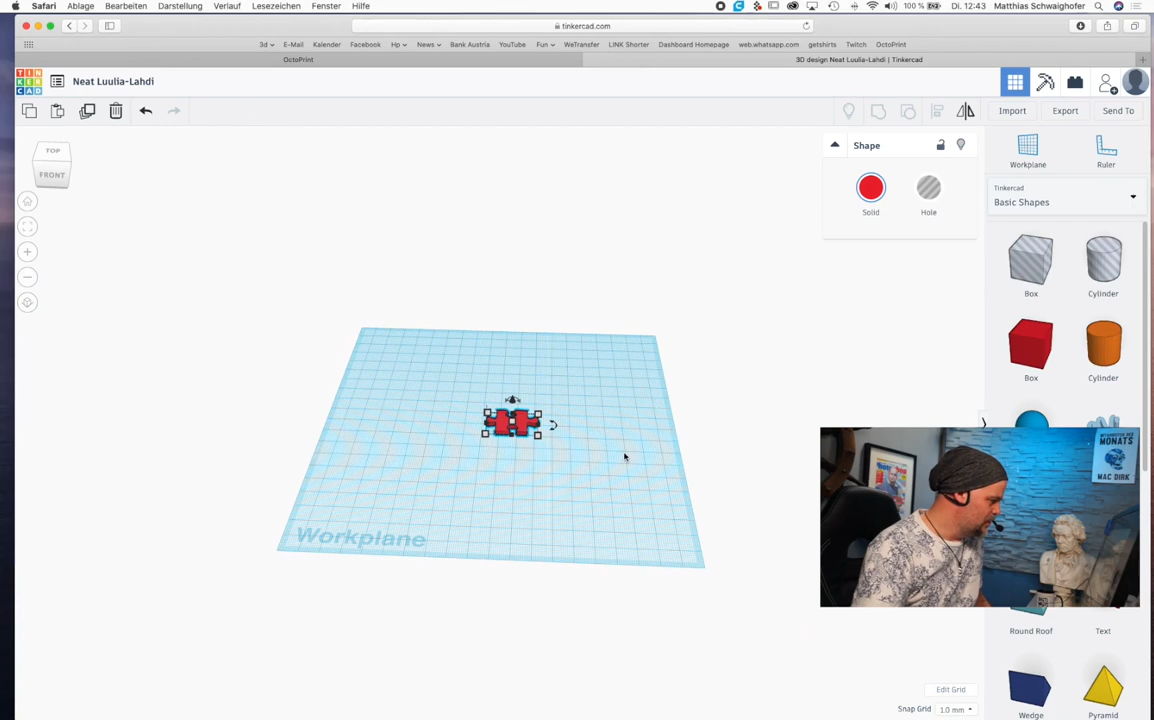 Safari Ablage Bearbeiten Darstellung Verlauf Lesezeichen Fenster Hilfe 100 % Di. 12:43 Matthias Schwaighofer
tinkercad.com
3d E-Mail Kalender Facebook Hp News Bank Austria YouTube Fun WeTransfer LINK Shorter Dashboard Homepage web.whatsapp.com getshirts Twitch OctoPrint
OctoPrint 3D design Neat Luulia-Lahdi | Tinkercad
TIN
KER
CAD
Neat Luulia-Lahdi
Import Export Send To
TOP
FRONT
Shape
Solid Hole
Workplane Ruler
Tinkercad
Basic Shapes
Box Cylinder
Box Cylinder
MITARBEITER DES
MONATS
MAC DIRK
Workplane
Round Roof Text
Wedge Pyramid
Edit Grid
Snap Grid 1.0 mm